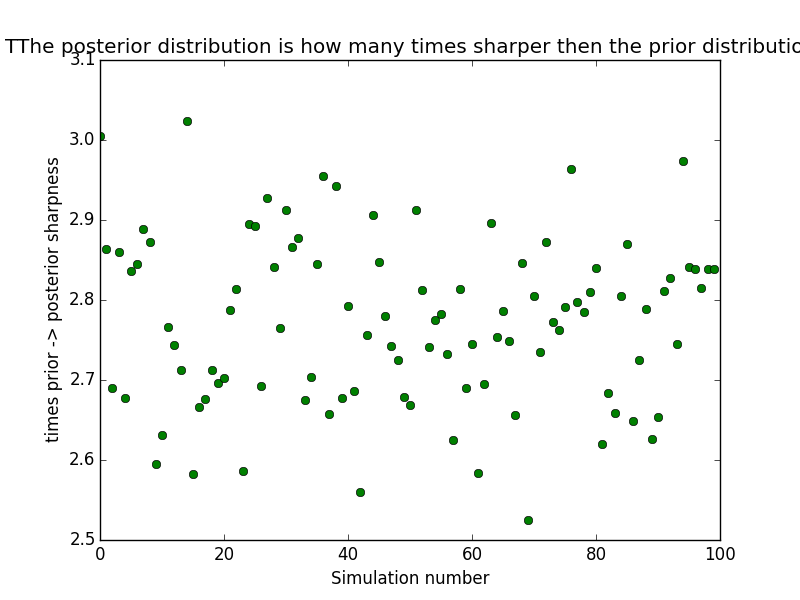 TThe posterior distribution is how many times sharper then the prior distributio
3.1
3.0
2.9
2.8
2.7
2.6
2.5
times prior -> posterior sharpness
0 20 40 60 80 100
Simulation number